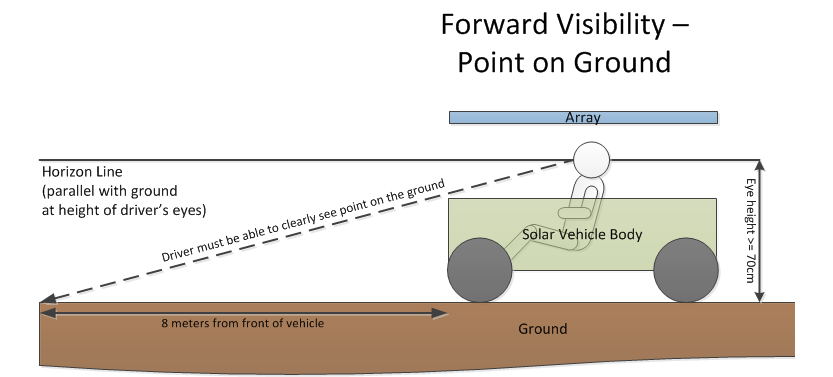 Forward Visibility –
Point on Ground
Array
Horizon Line
(parallel with ground
at height of driver's eyes)
Driver must be able to clearly see point on the ground
Eye height >= 70cm
Solar Vehicle Body
8 meters from front of vehicle
Ground